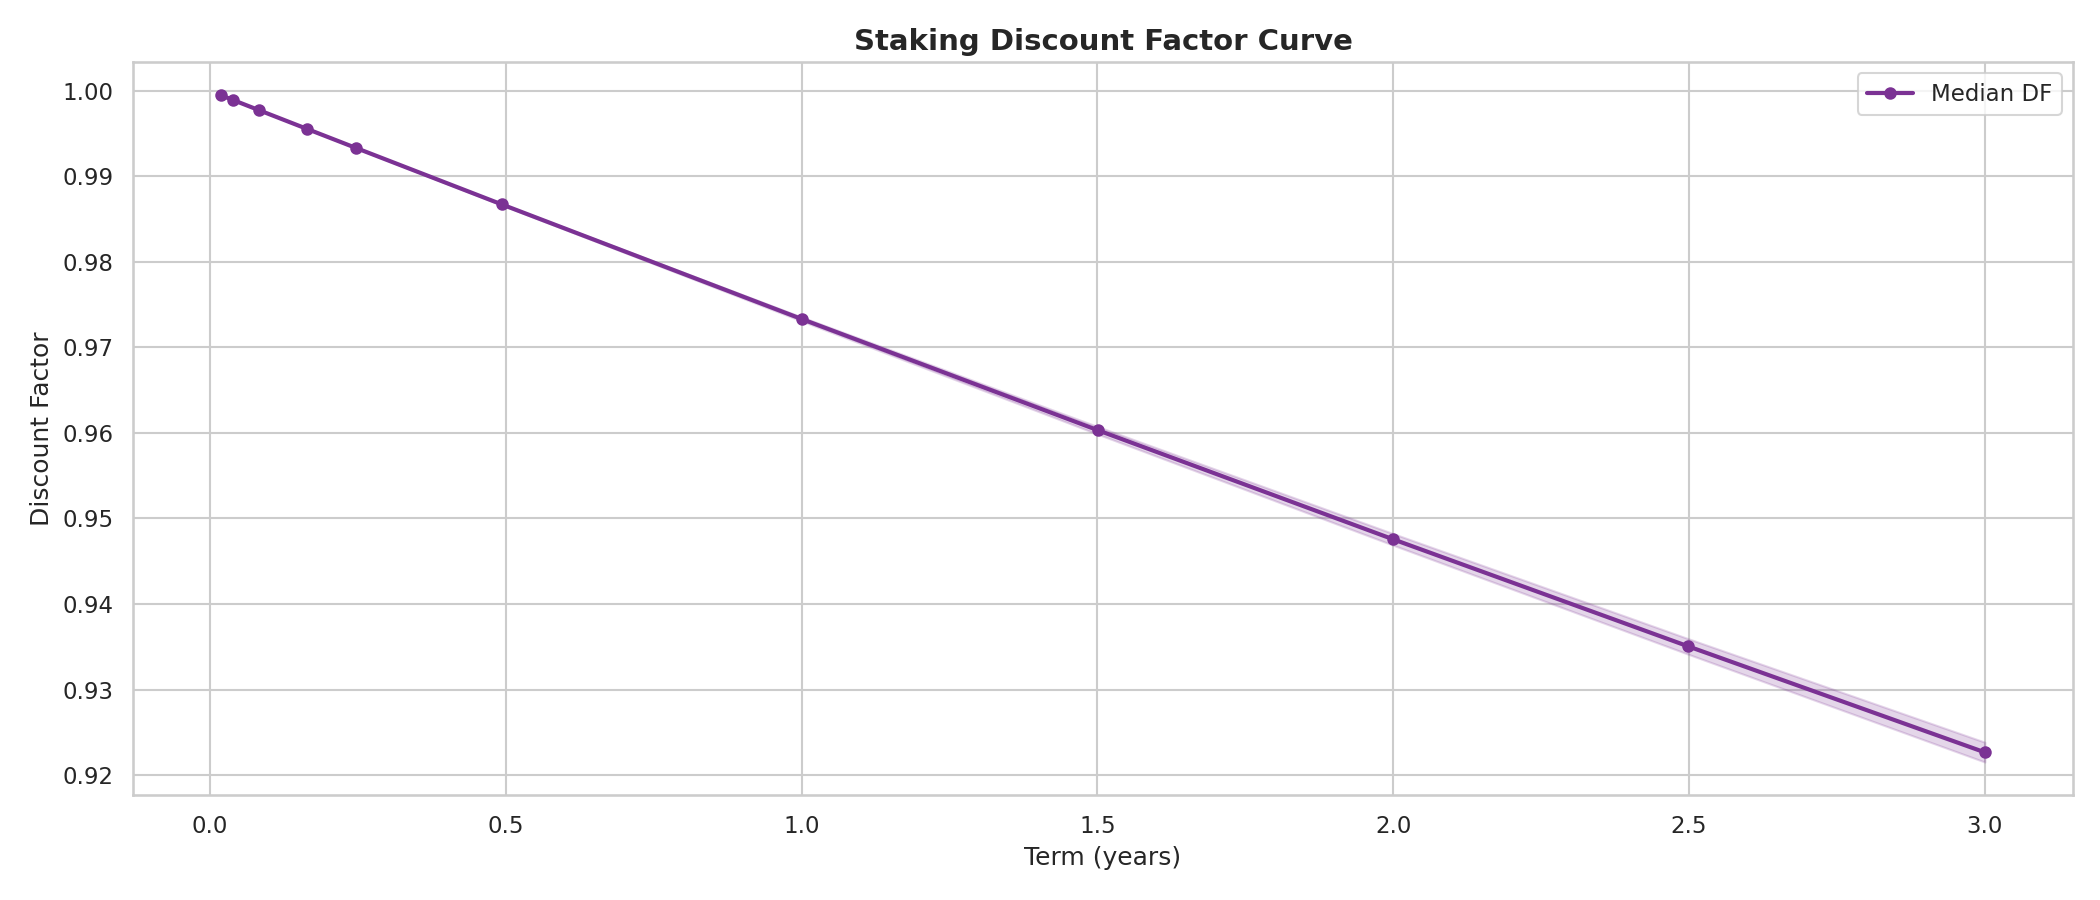 Staking Discount Factor Curve
Median DF
Discount Factor
1.00
0.99
0.98
0.97
0.96
0.95
0.94
0.93
0.92
0.0 0.5 1.0 1.5 2.0 2.5 3.0
Term (years)